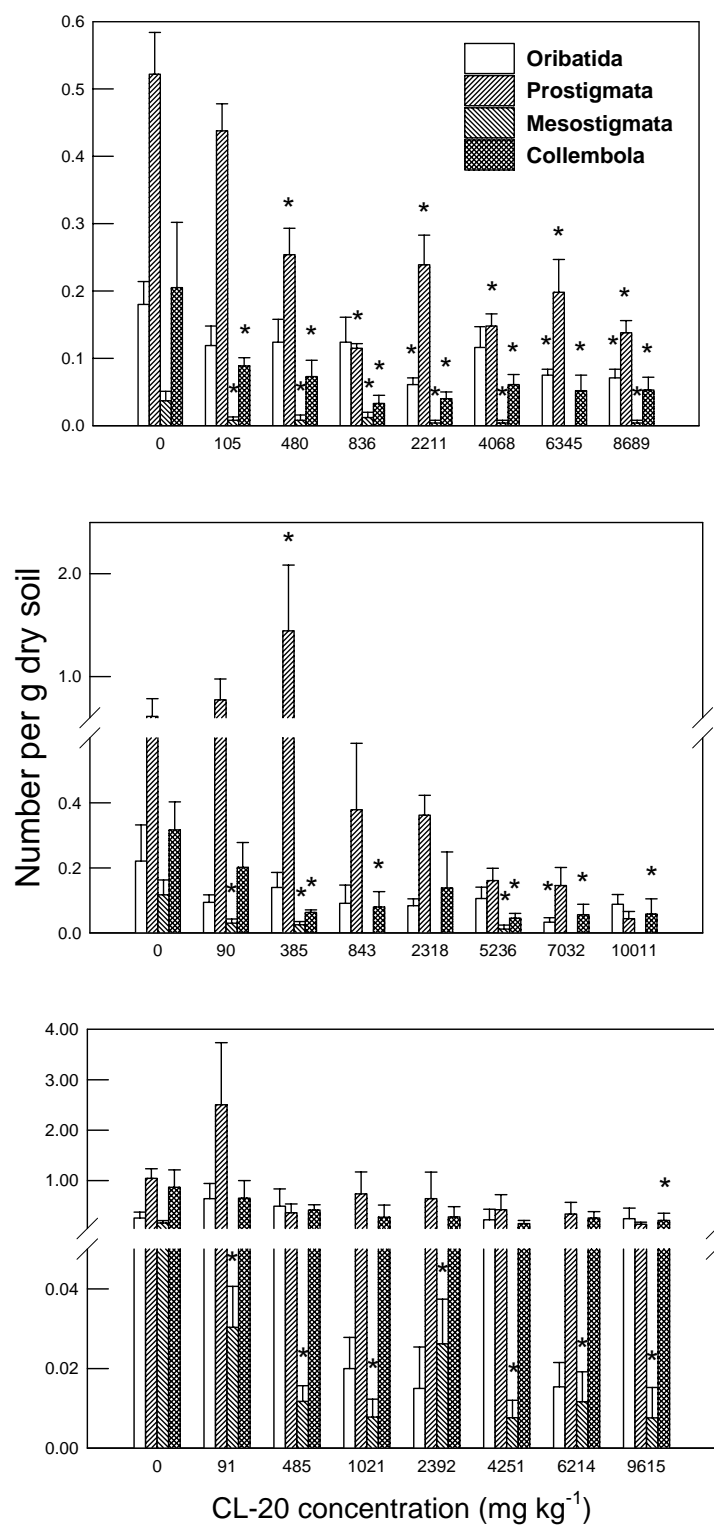 0.6
0.5
0.4
0.3
0.2
0.1
0.0
Oribatida
Prostigmata
Mesostigmata
Collembola
* * * * * * * * * * * * * * * * * * * * * * *
0 105 480 836 2211 4068 6345 8689
Number per g dry soil
2.0
1.0
0.4
0.2
0.0
* * * * * * * * * * *
0 90 385 843 2318 5236 7032 10011
4.00
3.00
2.00
1.00
0.04
0.02
0.00
* * * * * * * *
0 91 485 1021 2392 4251 6214 9615
CL-20 concentration (mg kg⁻¹)